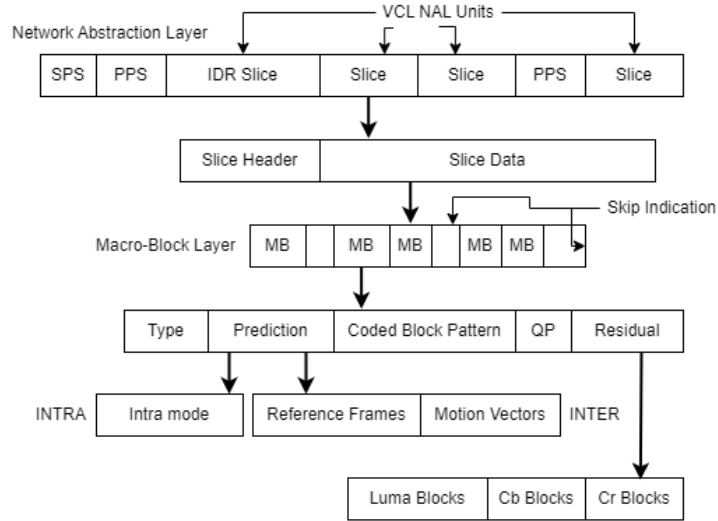 VCL NAL Units
Network Abstraction Layer
SPS PPS IDR Slice Slice Slice PPS Slice
Slice Header Slice Data
Skip Indication
Macro-Block Layer MB MB MB MB MB
Type Prediction Coded Block Pattern QP Residual
INTRA Intra mode Reference Frames Motion Vectors INTER
Luma Blocks Cb Blocks Cr Blocks